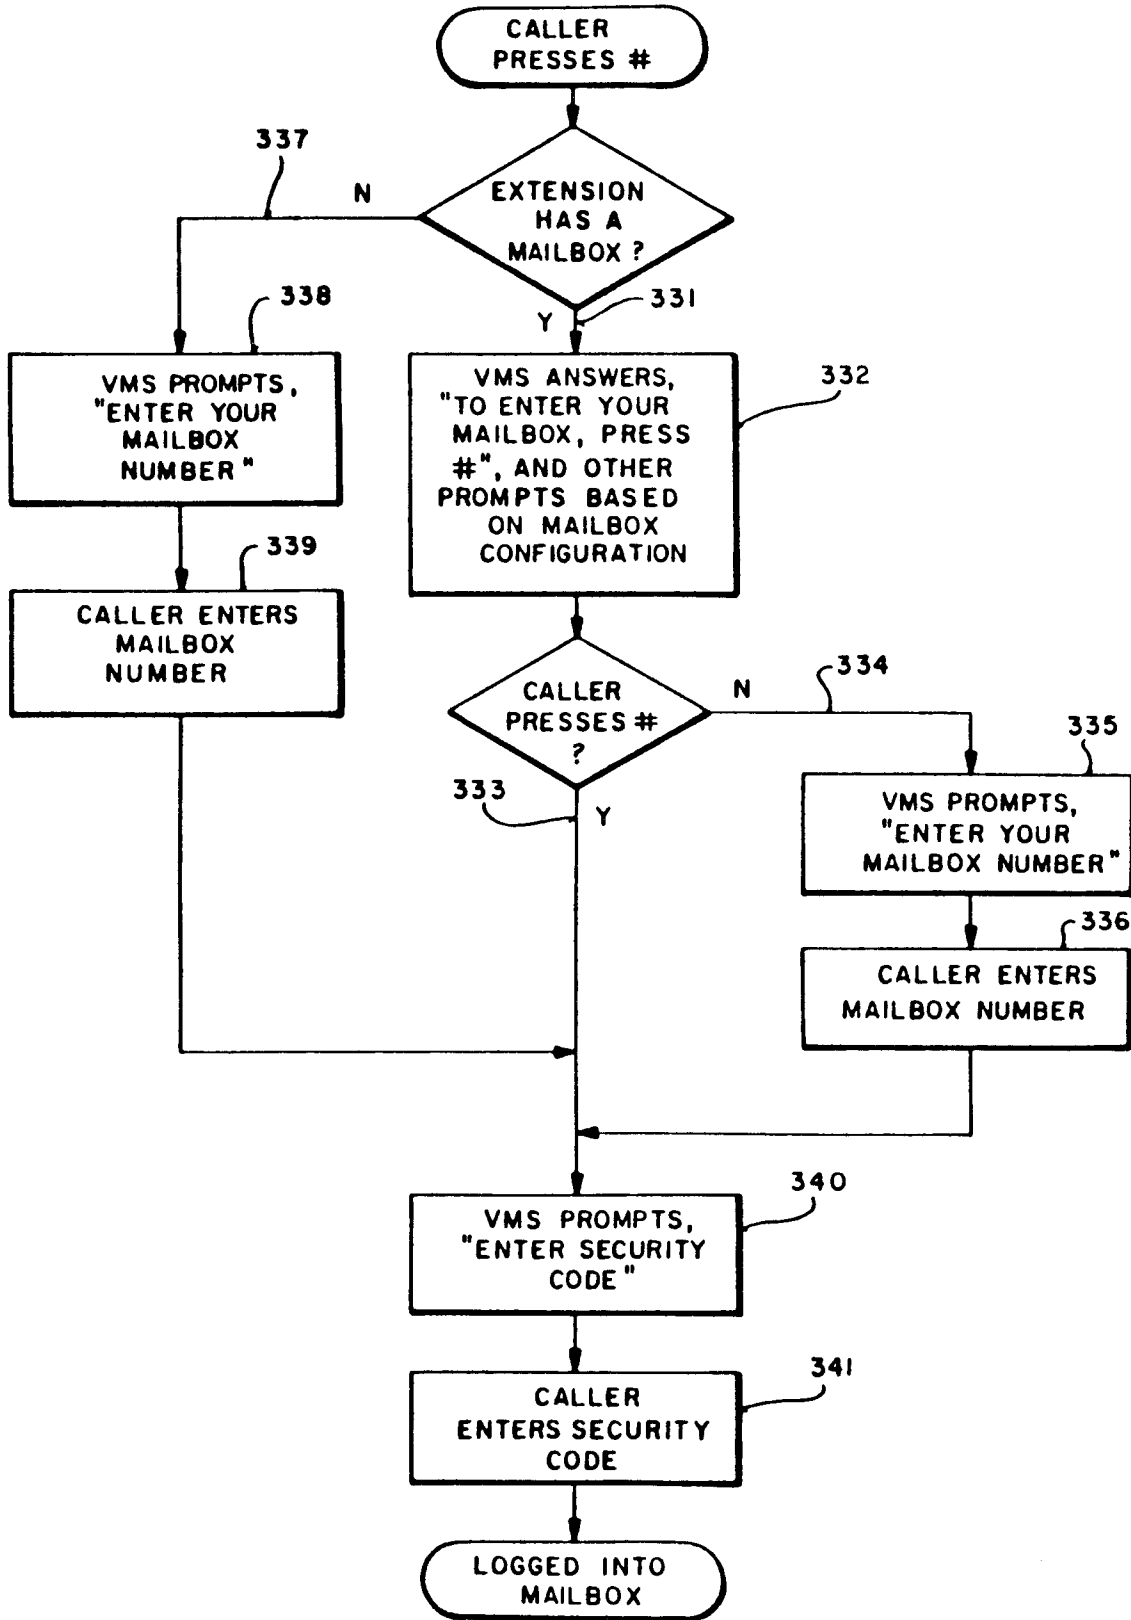 CALLER
PRESSES #
337
N
EXTENSION
HAS A
MAILBOX ?
338
Y
331
VMS PROMPTS,
"ENTER YOUR
MAILBOX
NUMBER"
VMS ANSWERS,
"TO ENTER YOUR
MAILBOX, PRESS
#", AND OTHER
PROMPTS BASED
ON MAILBOX
CONFIGURATION
332
339
CALLER ENTERS
MAILBOX
NUMBER
CALLER
PRESSES #
?
N
334
333
Y
335
VMS PROMPTS,
"ENTER YOUR
MAILBOX NUMBER"
336
CALLER ENTERS
MAILBOX NUMBER
340
VMS PROMPTS,
"ENTER SECURITY
CODE"
341
CALLER
ENTERS SECURITY
CODE
LOGGED INTO
MAILBOX